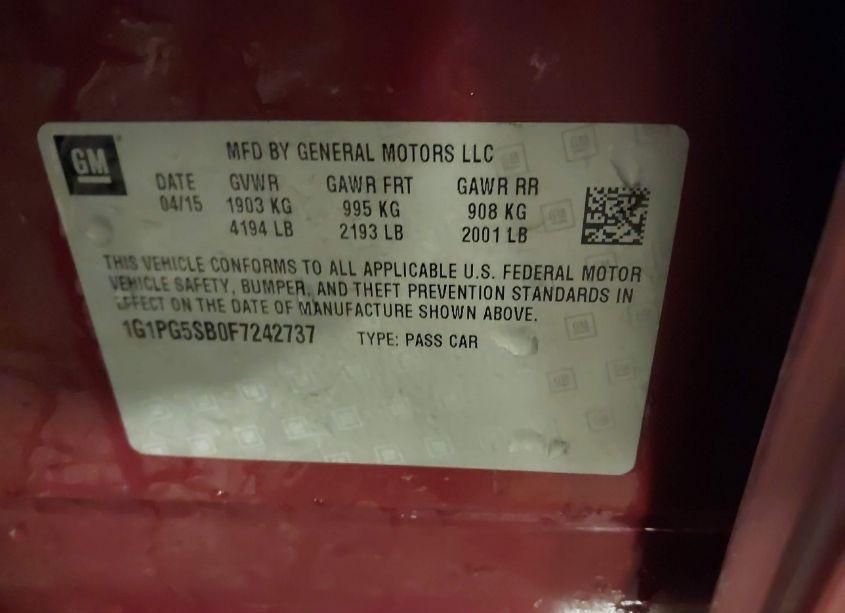 GM
MFD BY GENERAL MOTORS LLC
DATE GVWR GAWR FRT GAWR RR
04/15 1903 KG 995 KG 908 KG
4194 LB 2193 LB 2001 LB
THIS VEHICLE CONFORMS TO ALL APPLICABLE U.S. FEDERAL MOTOR
VEHICLE SAFETY, BUMPER, AND THEFT PREVENTION STANDARDS IN
EFFECT ON THE DATE OF MANUFACTURE SHOWN ABOVE.
1G1PG5SB0F7242737 TYPE: PASS CAR